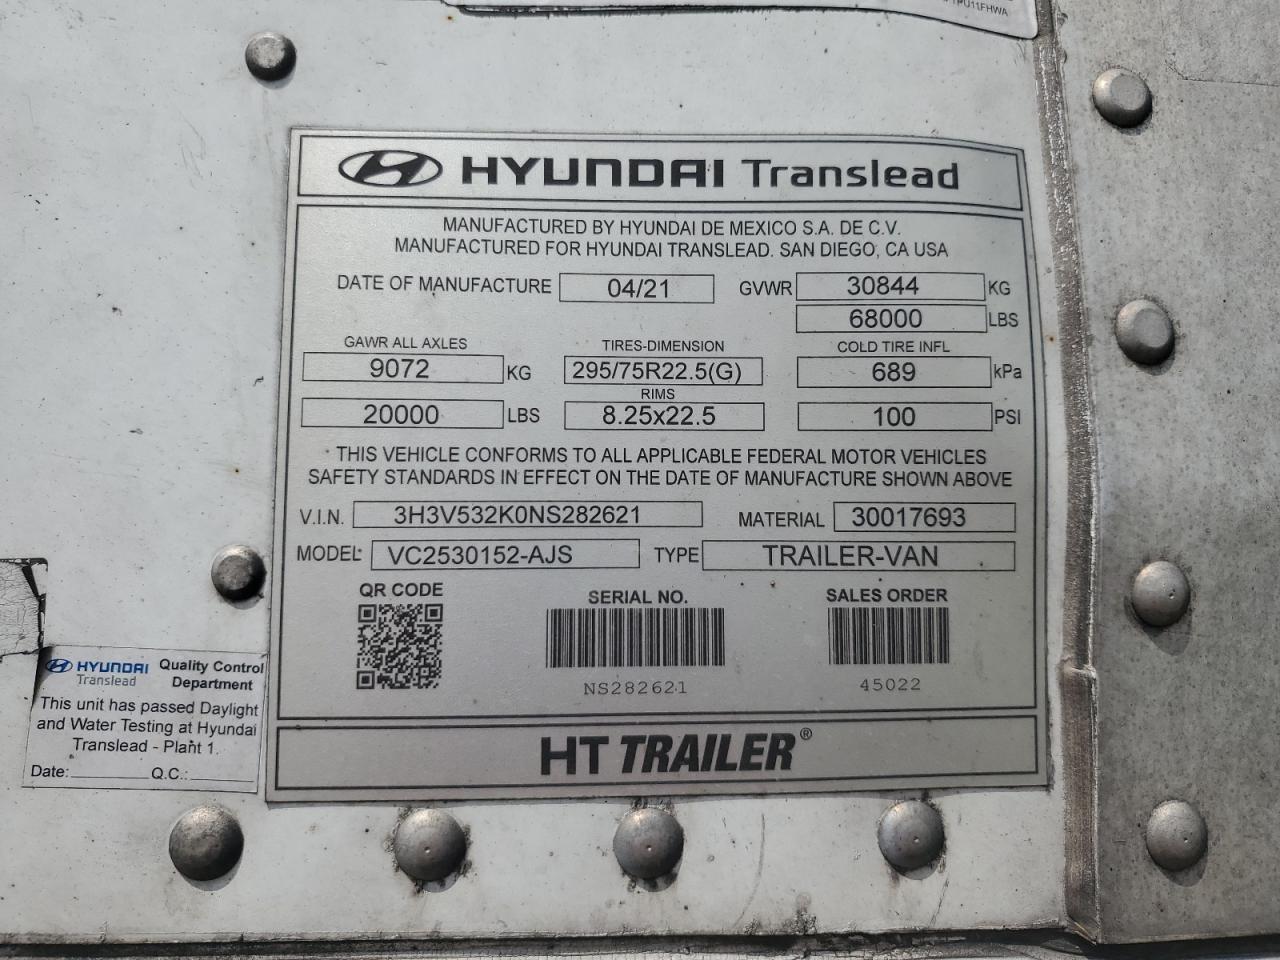 HYUNDAI Translead
MANUFACTURED BY HYUNDAI DE MEXICO S.A. DE C.V.
MANUFACTURED FOR HYUNDAI TRANSLEAD. SAN DIEGO, CA USA
DATE OF MANUFACTURE 04/21 GVWR 30844 KG
68000 LBS
GAWR ALL AXLES TIRES-DIMENSION COLD TIRE INFL
9072 KG 295/75R22.5(G) 689 kPa
RIMS
20000 LBS 8.25x22.5 100 PSI
THIS VEHICLE CONFORMS TO ALL APPLICABLE FEDERAL MOTOR VEHICLES
SAFETY STANDARDS IN EFFECT ON THE DATE OF MANUFACTURE SHOWN ABOVE
V.I.N. 3H3V532K0NS282621 MATERIAL 30017693
MODEL: VC2530152-AJS TYPE TRAILER-VAN
QR CODE SERIAL NO. SALES ORDER
NS282621 45022
HT TRAILER®
HYUNDAI Translead Quality Control Department
This unit has passed Daylight
and Water Testing at Hyundai
Translead - Plant 1.
Date: Q.C.: